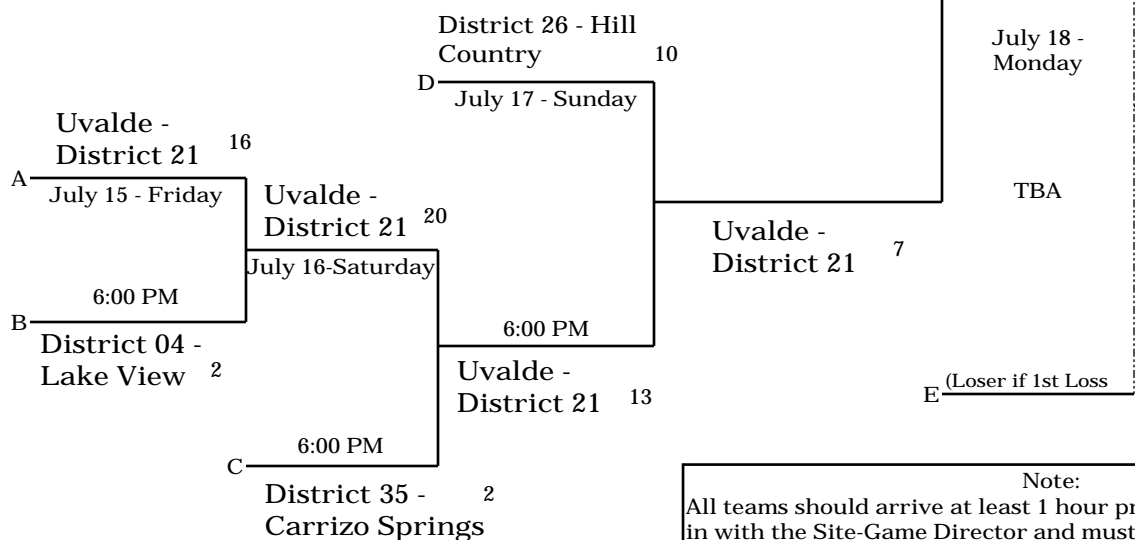 District 26 - Hill
Country 10
D
July 17 - Sunday
July 18 -
Monday
Uvalde -
District 21 16
A
July 15 - Friday
Uvalde -
District 21 20
TBA
Uvalde -
District 21 7
July 16-Saturday
6:00 PM
B
District 04 -
Lake View 2
6:00 PM
Uvalde -
District 21 13
E
(Loser if 1st Loss
6:00 PM
C
District 35 - 2
Carrizo Springs
Note:
All teams should arrive at least 1 hour
in with the Site-Game Director and must